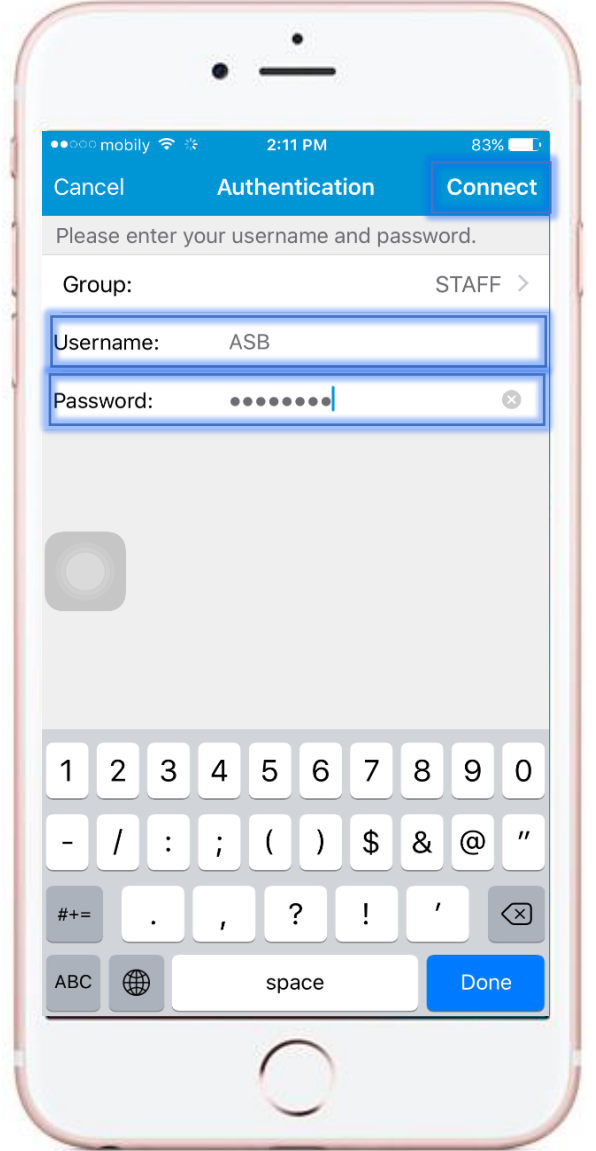 mobily 2:11 PM 83%
Cancel Authentication Connect
Please enter your username and password.
Group: STAFF
Username: ASB
Password: ••••••••
1 2 3 4 5 6 7 8 9 0
- / : ; ( ) $ & @ "
#+= . , ? ! '
ABC space Done